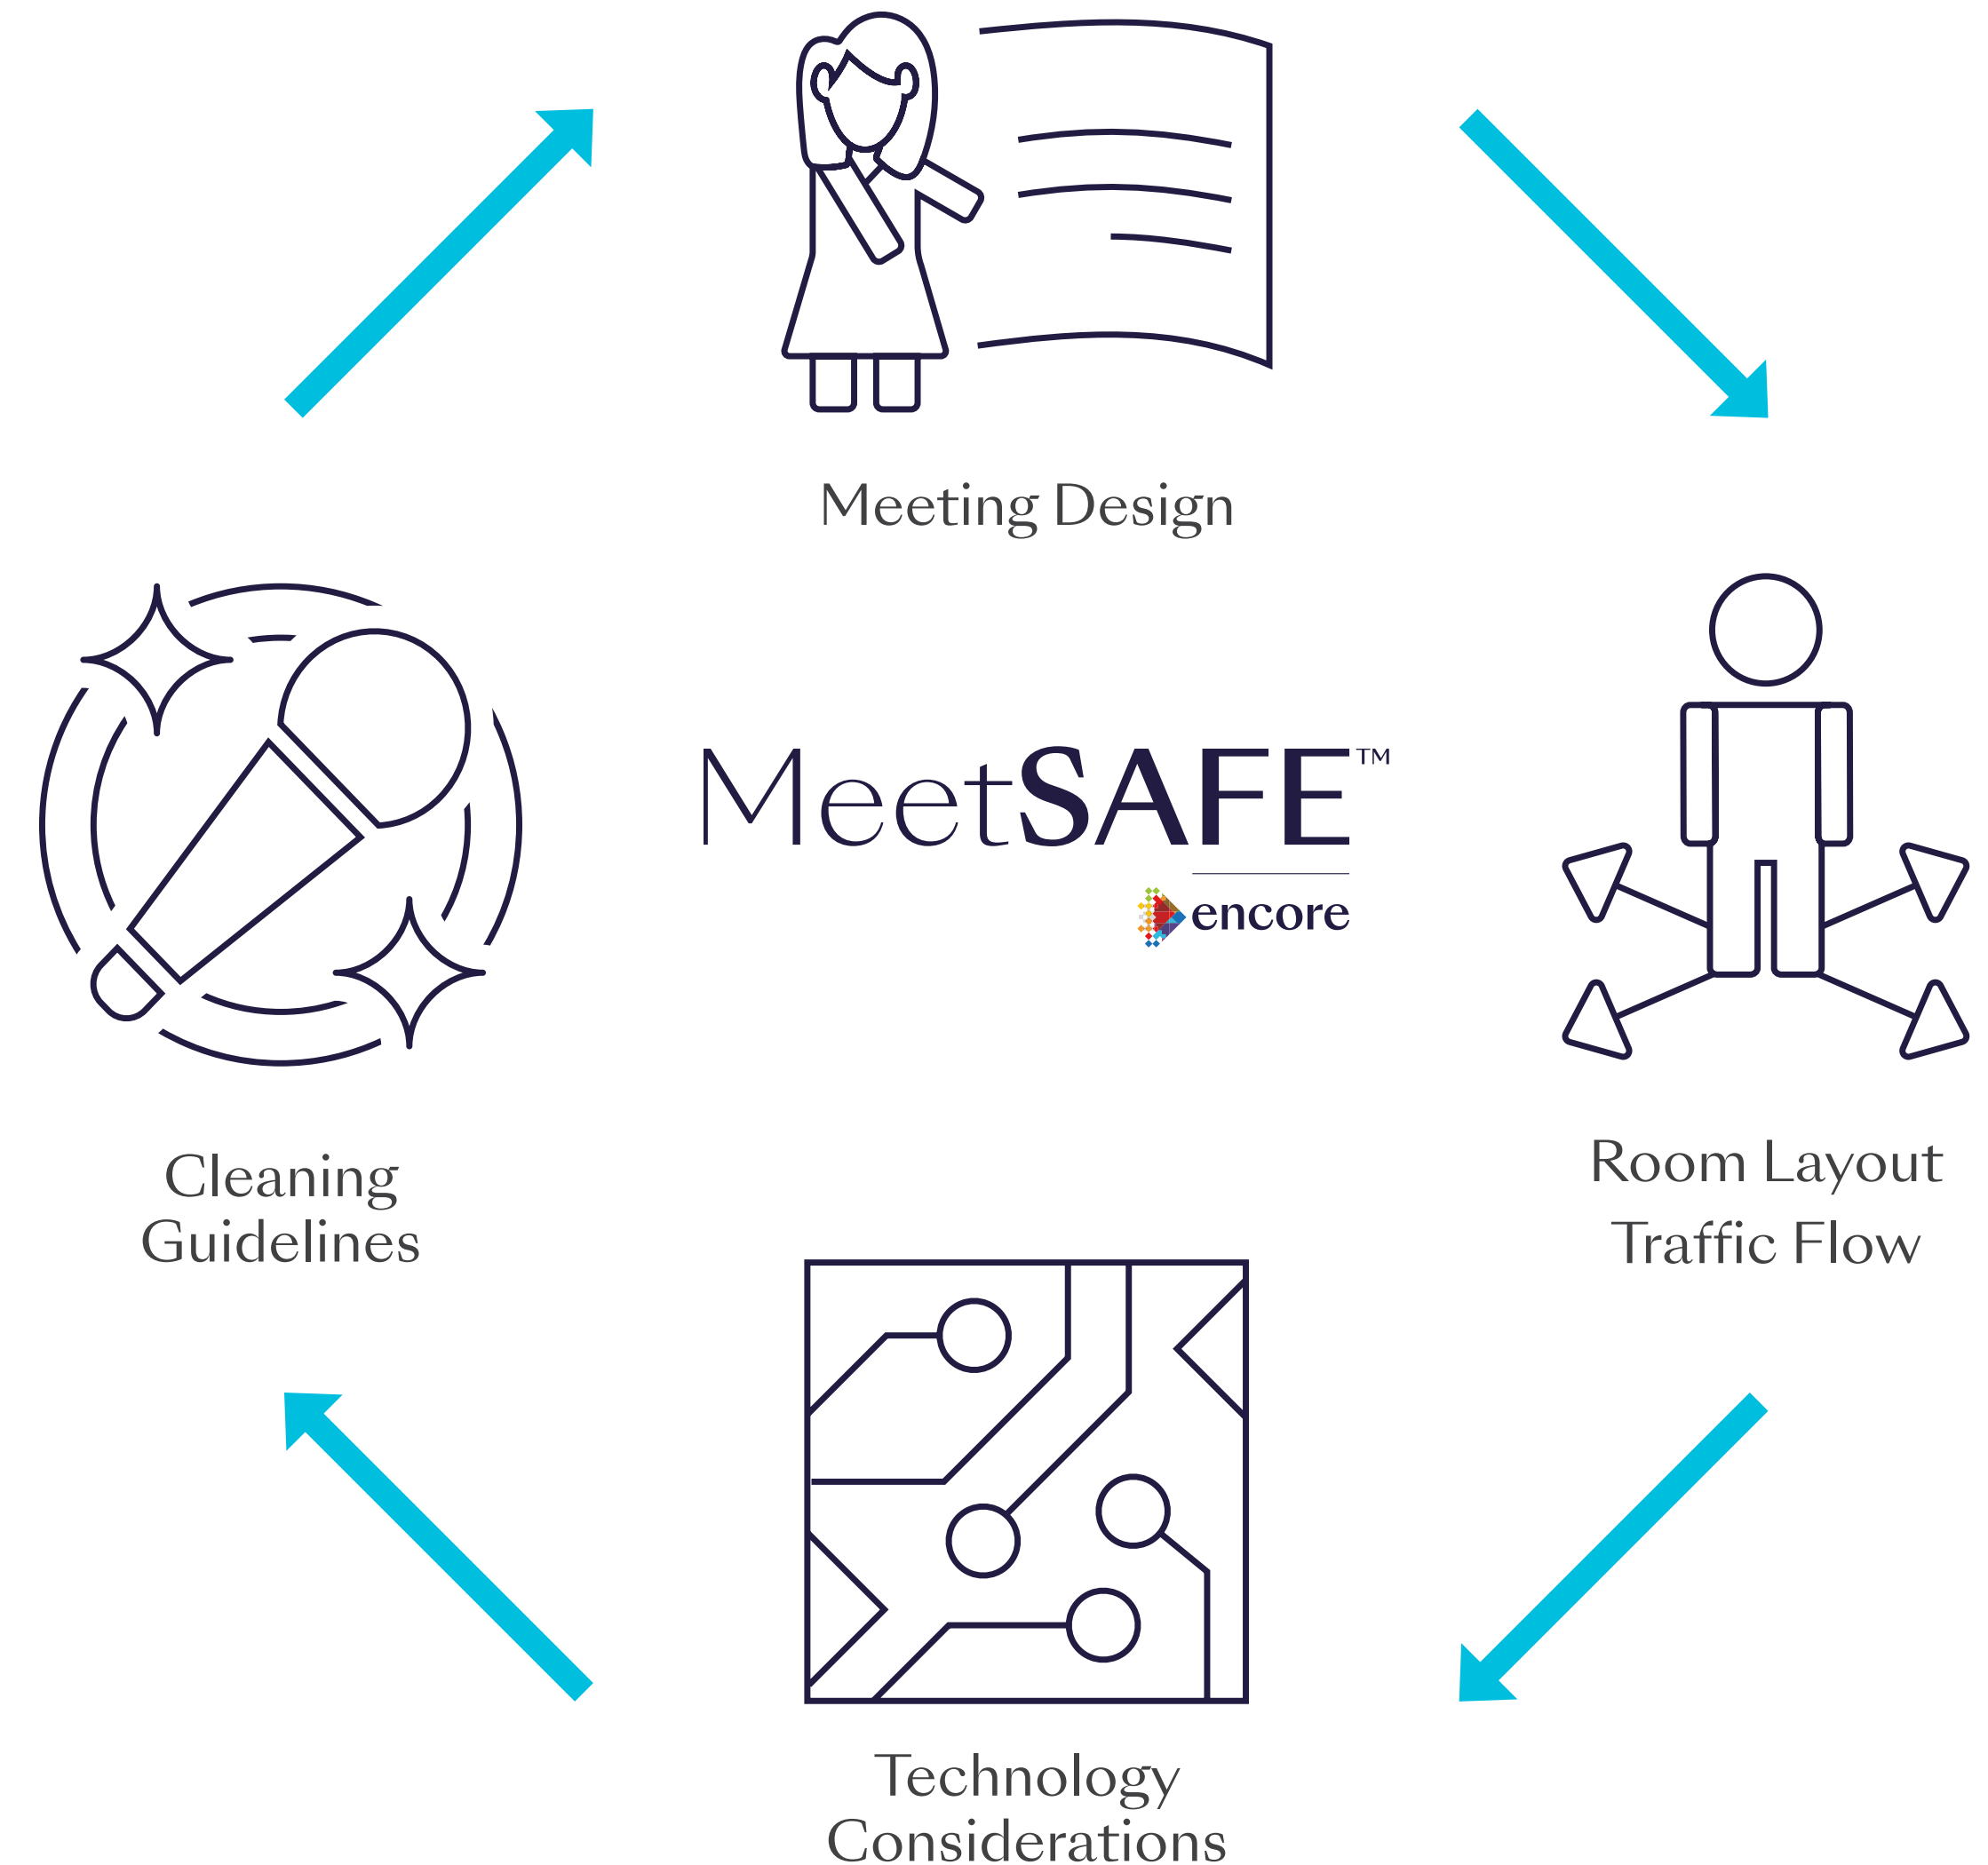 Meeting Design
MeetSAFE™
encore
Cleaning
Guidelines
Room Layout
Traffic Flow
Technology
Considerations